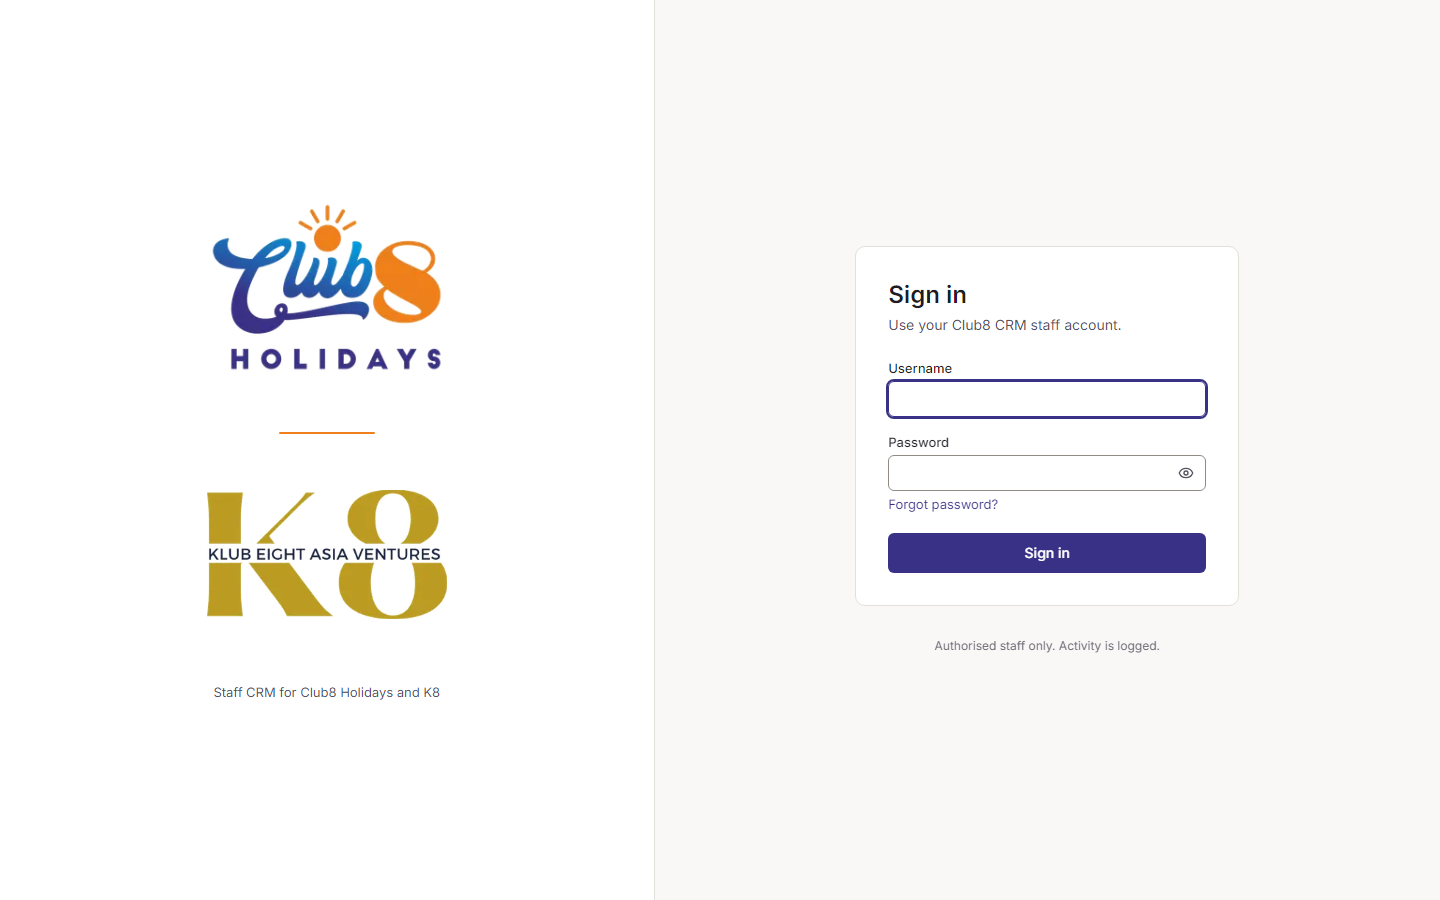 Club8
HOLIDAYS
K8
KLUB EIGHT ASIA VENTURES
Staff CRM for Club8 Holidays and K8
Sign in
Use your Club8 CRM staff account.
Username
Password
Forgot password?
Sign in
Authorised staff only. Activity is logged.